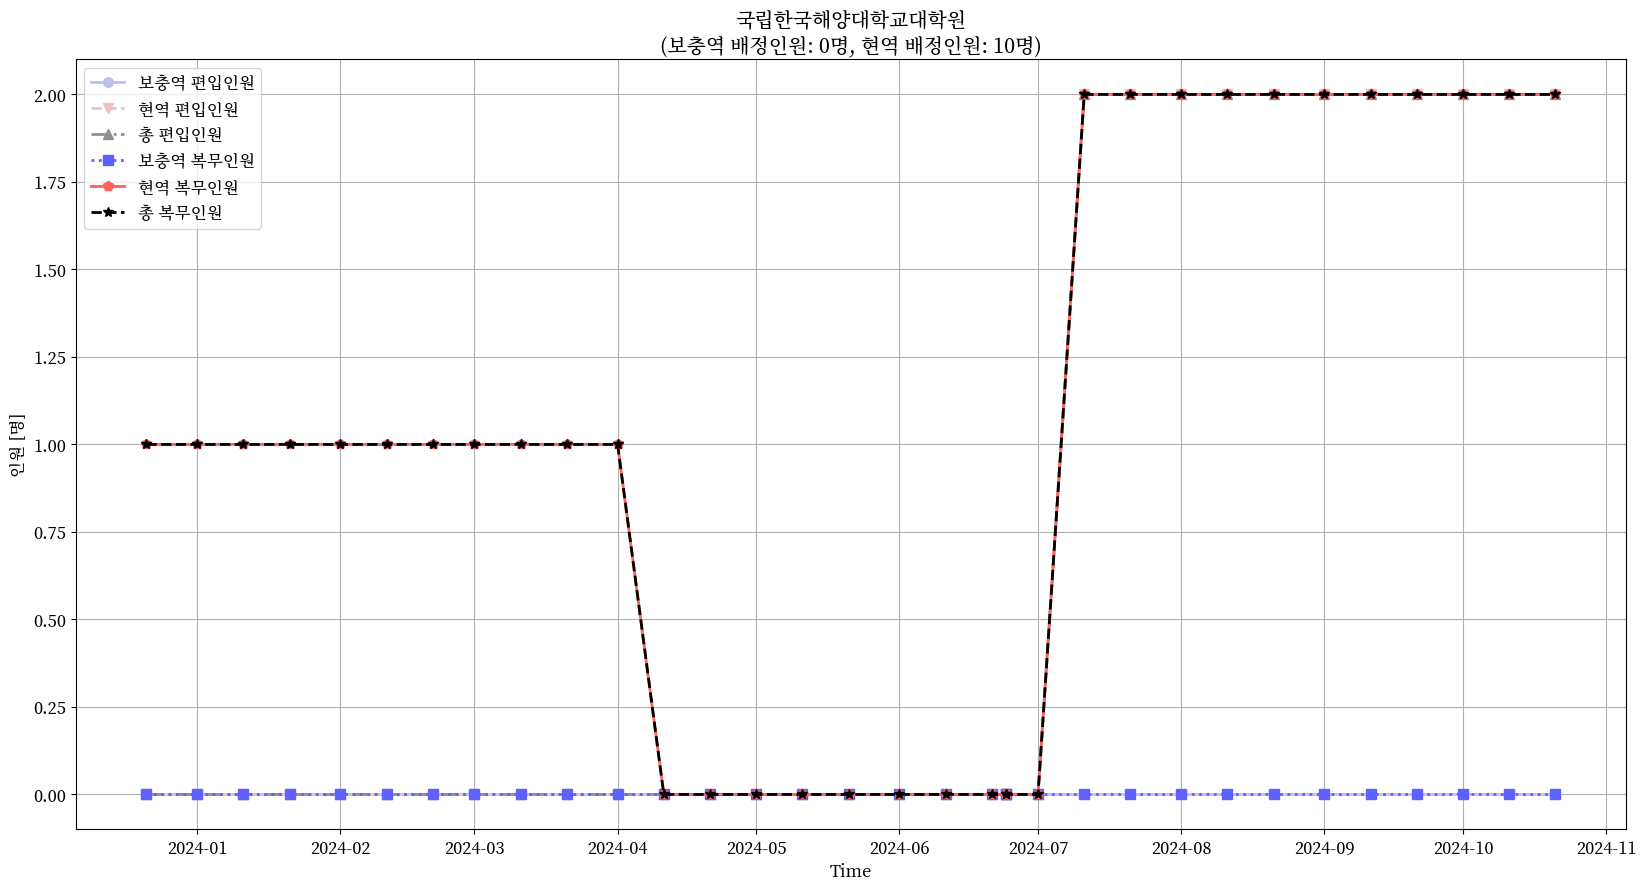 국립한국해양대학교대학원
(보충역 배정인원: 0명, 현역 배정인원: 10명)
보충역 편입인원
현역 편입인원
총 편입인원
보충역 복무인원
현역 복무인원
총 복무인원
인원 [명]
2.00
1.75
1.50
1.25
1.00
0.75
0.50
0.25
0.00
2024-01
2024-02
2024-03
2024-04
2024-05
2024-06
2024-07
2024-08
2024-09
2024-10
2024-11
Time